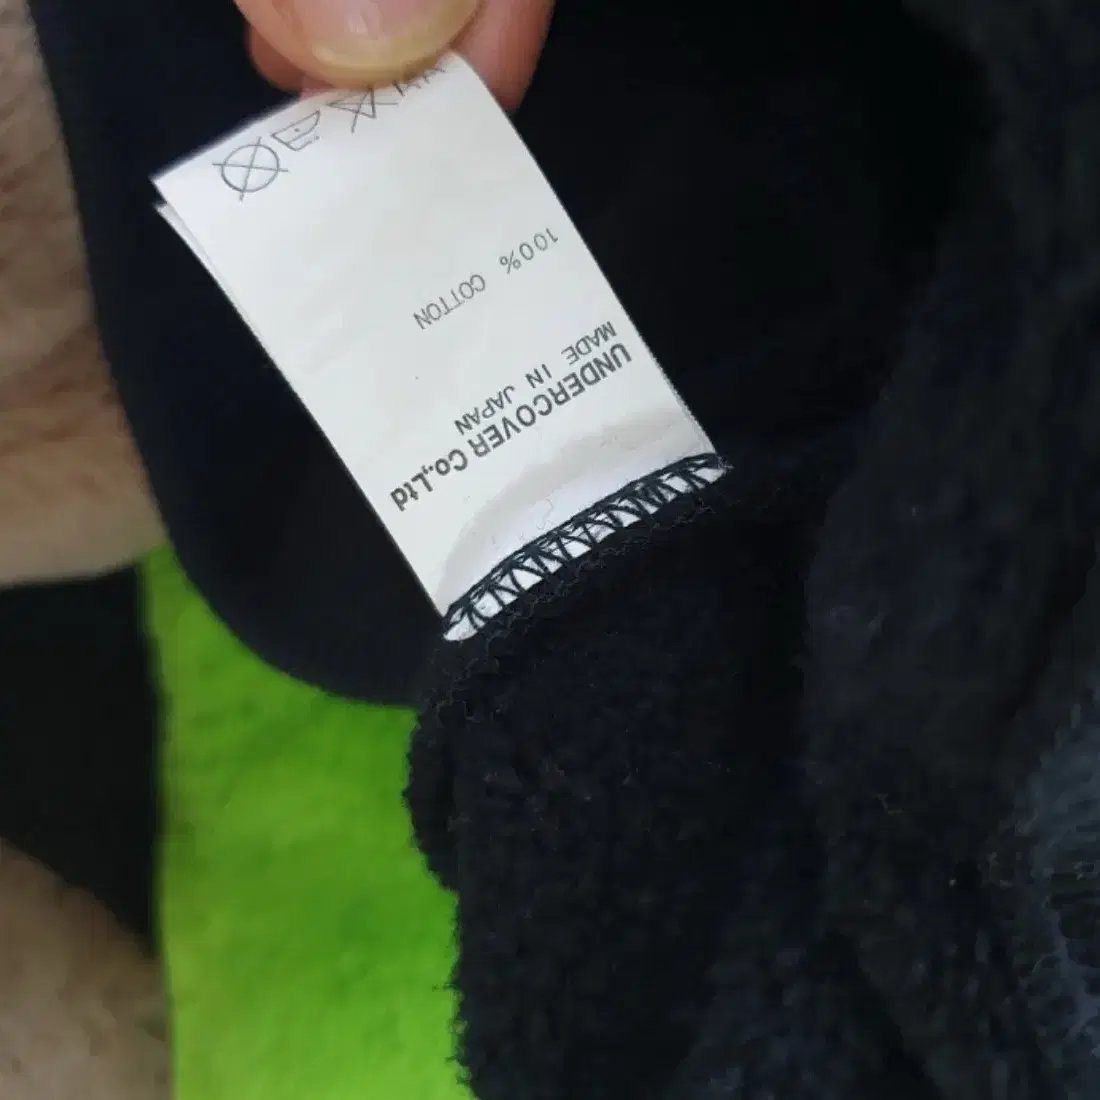 UNDERCOVER Co.,Ltd
MADE IN JAPAN
100% COTTON